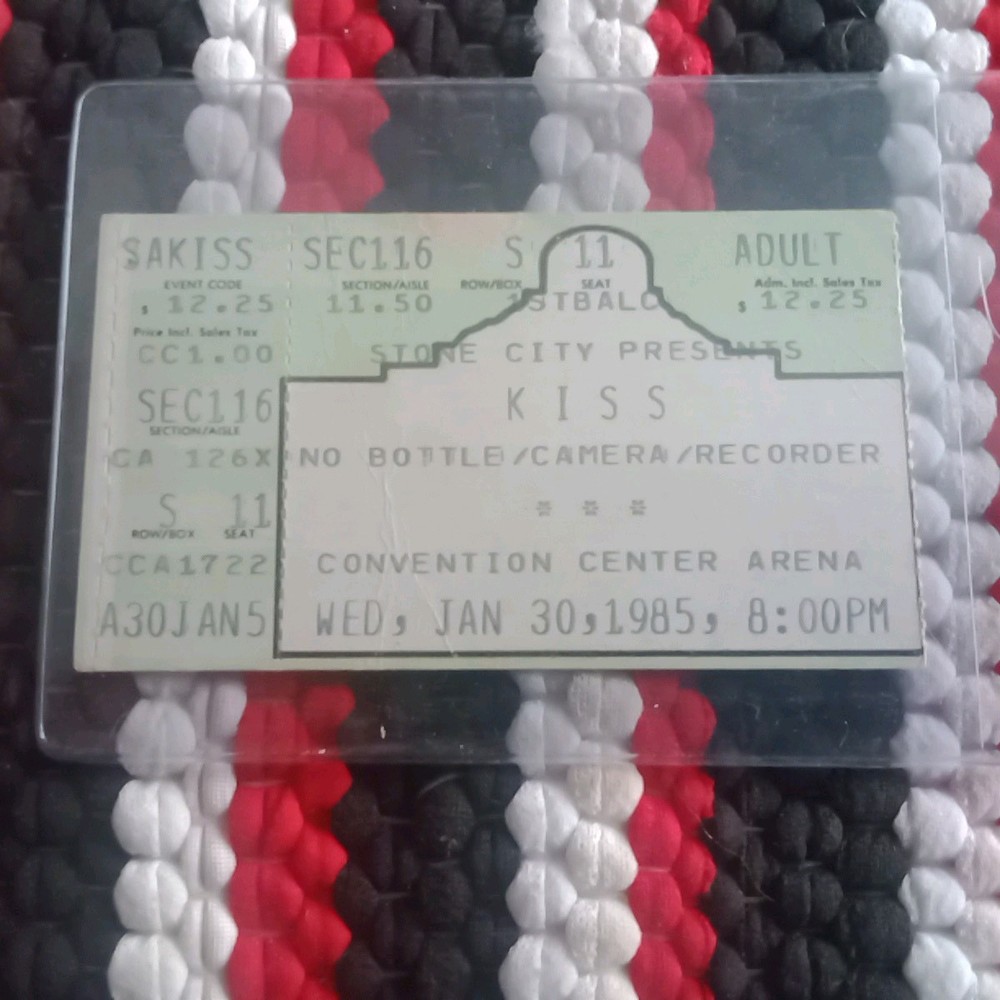 SAKISS SEC116 S 11 ADULT
EVENT CODE SECTION/AISLE ROW/BOX SEAT Adm. Incl. Sales Tax
$ 12.25 11.50 1STBALC $ 12.25
Price Incl. Sales Tax
CC1.00 STONE CITY PRESENTS
SEC116 KISS
SECTION/AISLE
CA 126X NO BOTTLE/CAMERA/RECORDER
S 11 * * *
ROW/BOX SEAT
CCA1722 CONVENTION CENTER ARENA
A30JAN5 WED, JAN 30,1985, 8:00PM